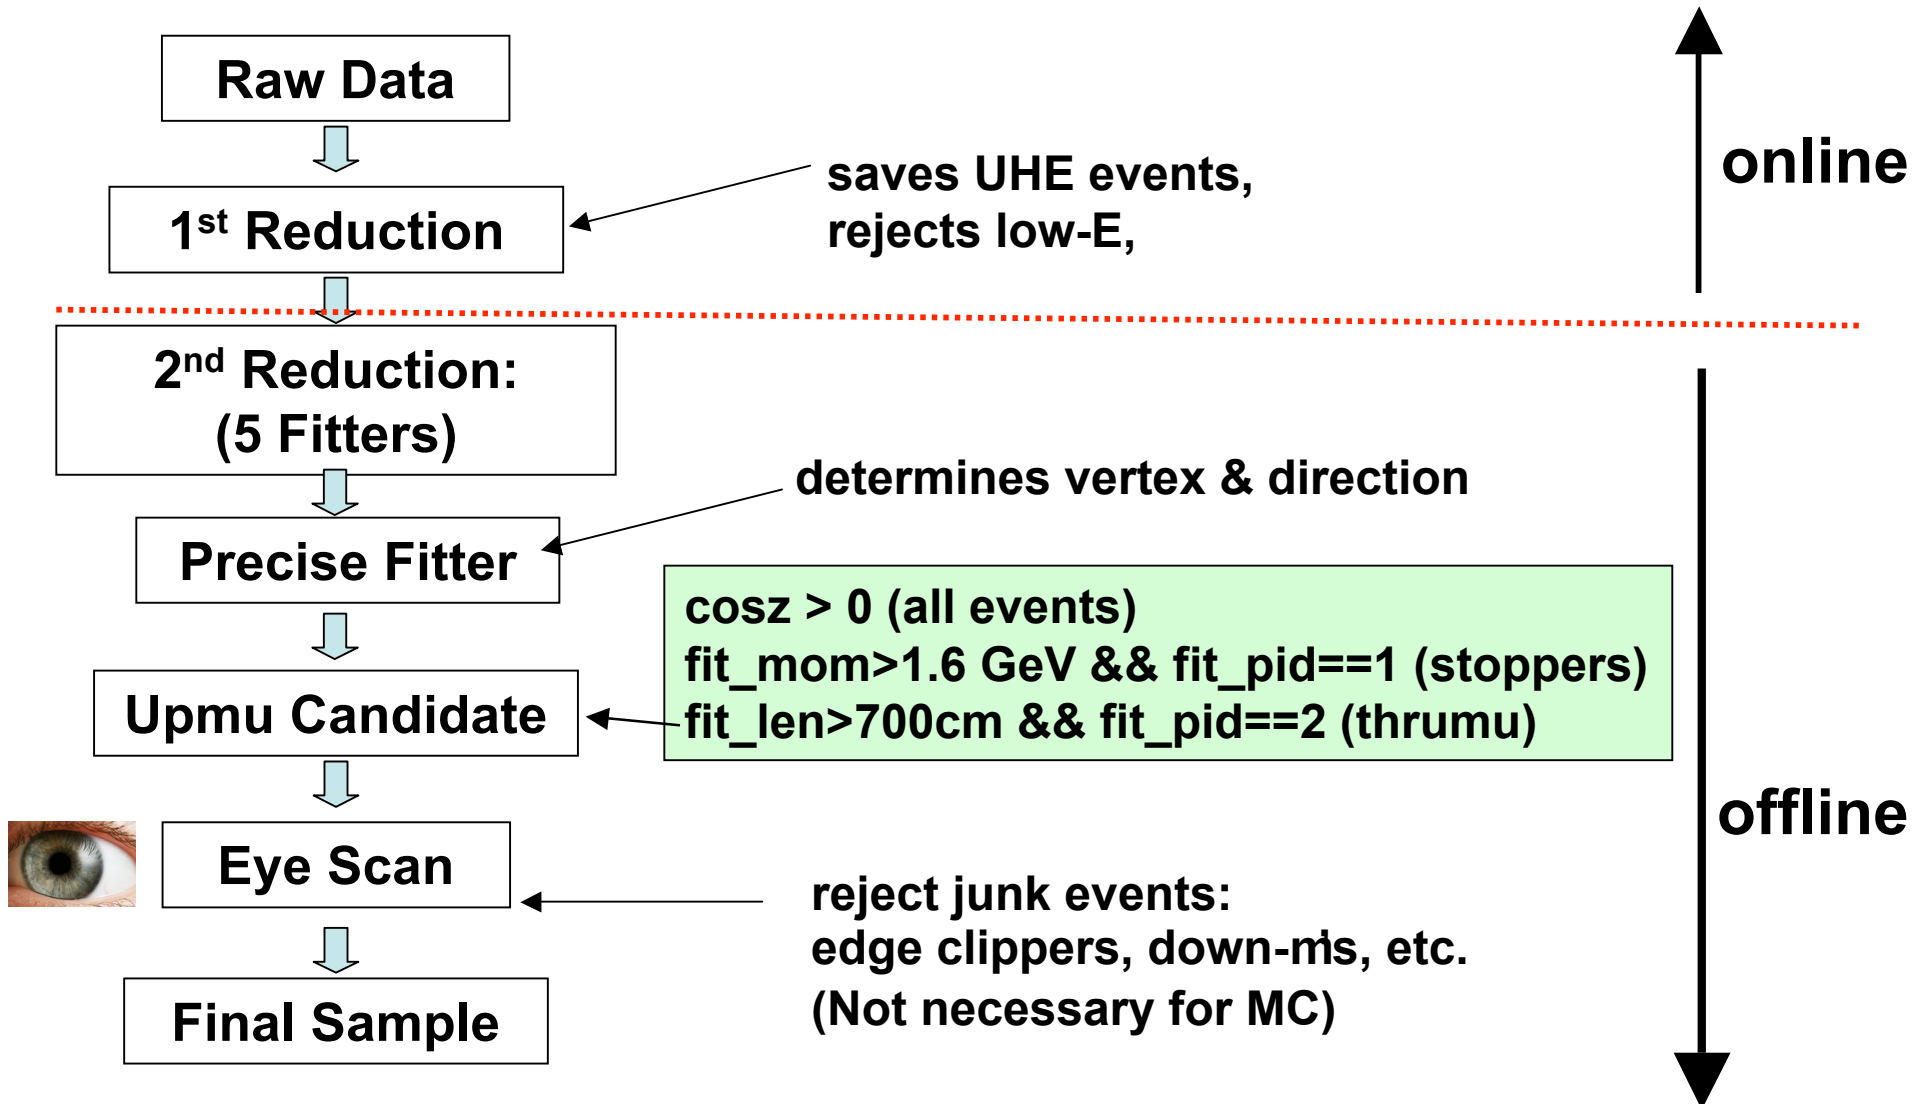 Raw Data
online
saves UHE events,
rejects low-E,
1st Reduction
2nd Reduction:
(5 Fitters)
determines vertex & direction
Precise Fitter
cosz > 0 (all events)
fit_mom>1.6 GeV && fit_pid==1 (stoppers)
fit_len>700cm && fit_pid==2 (thrumu)
Upmu Candidate
offline
Eye Scan
reject junk events:
edge clippers, down-m's, etc.
(Not necessary for MC)
Final Sample